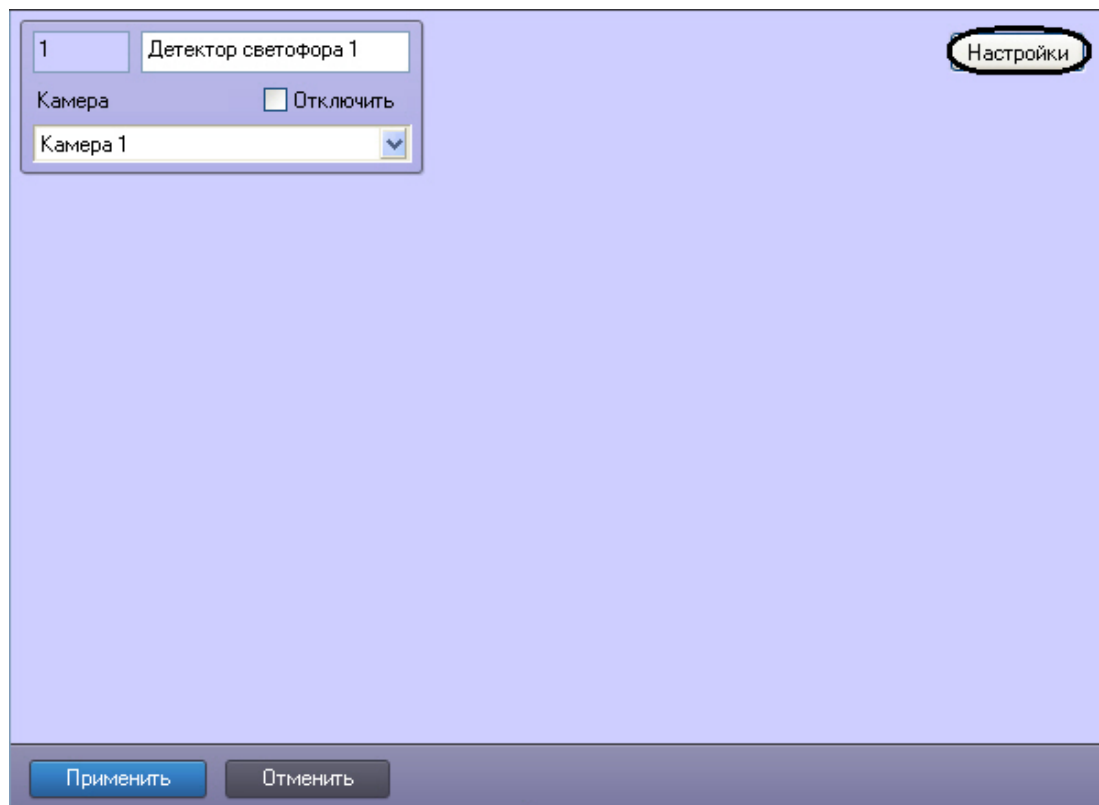 1 Детектор светофора 1 Настройки
Камера Отключить
Камера 1
Применить Отменить